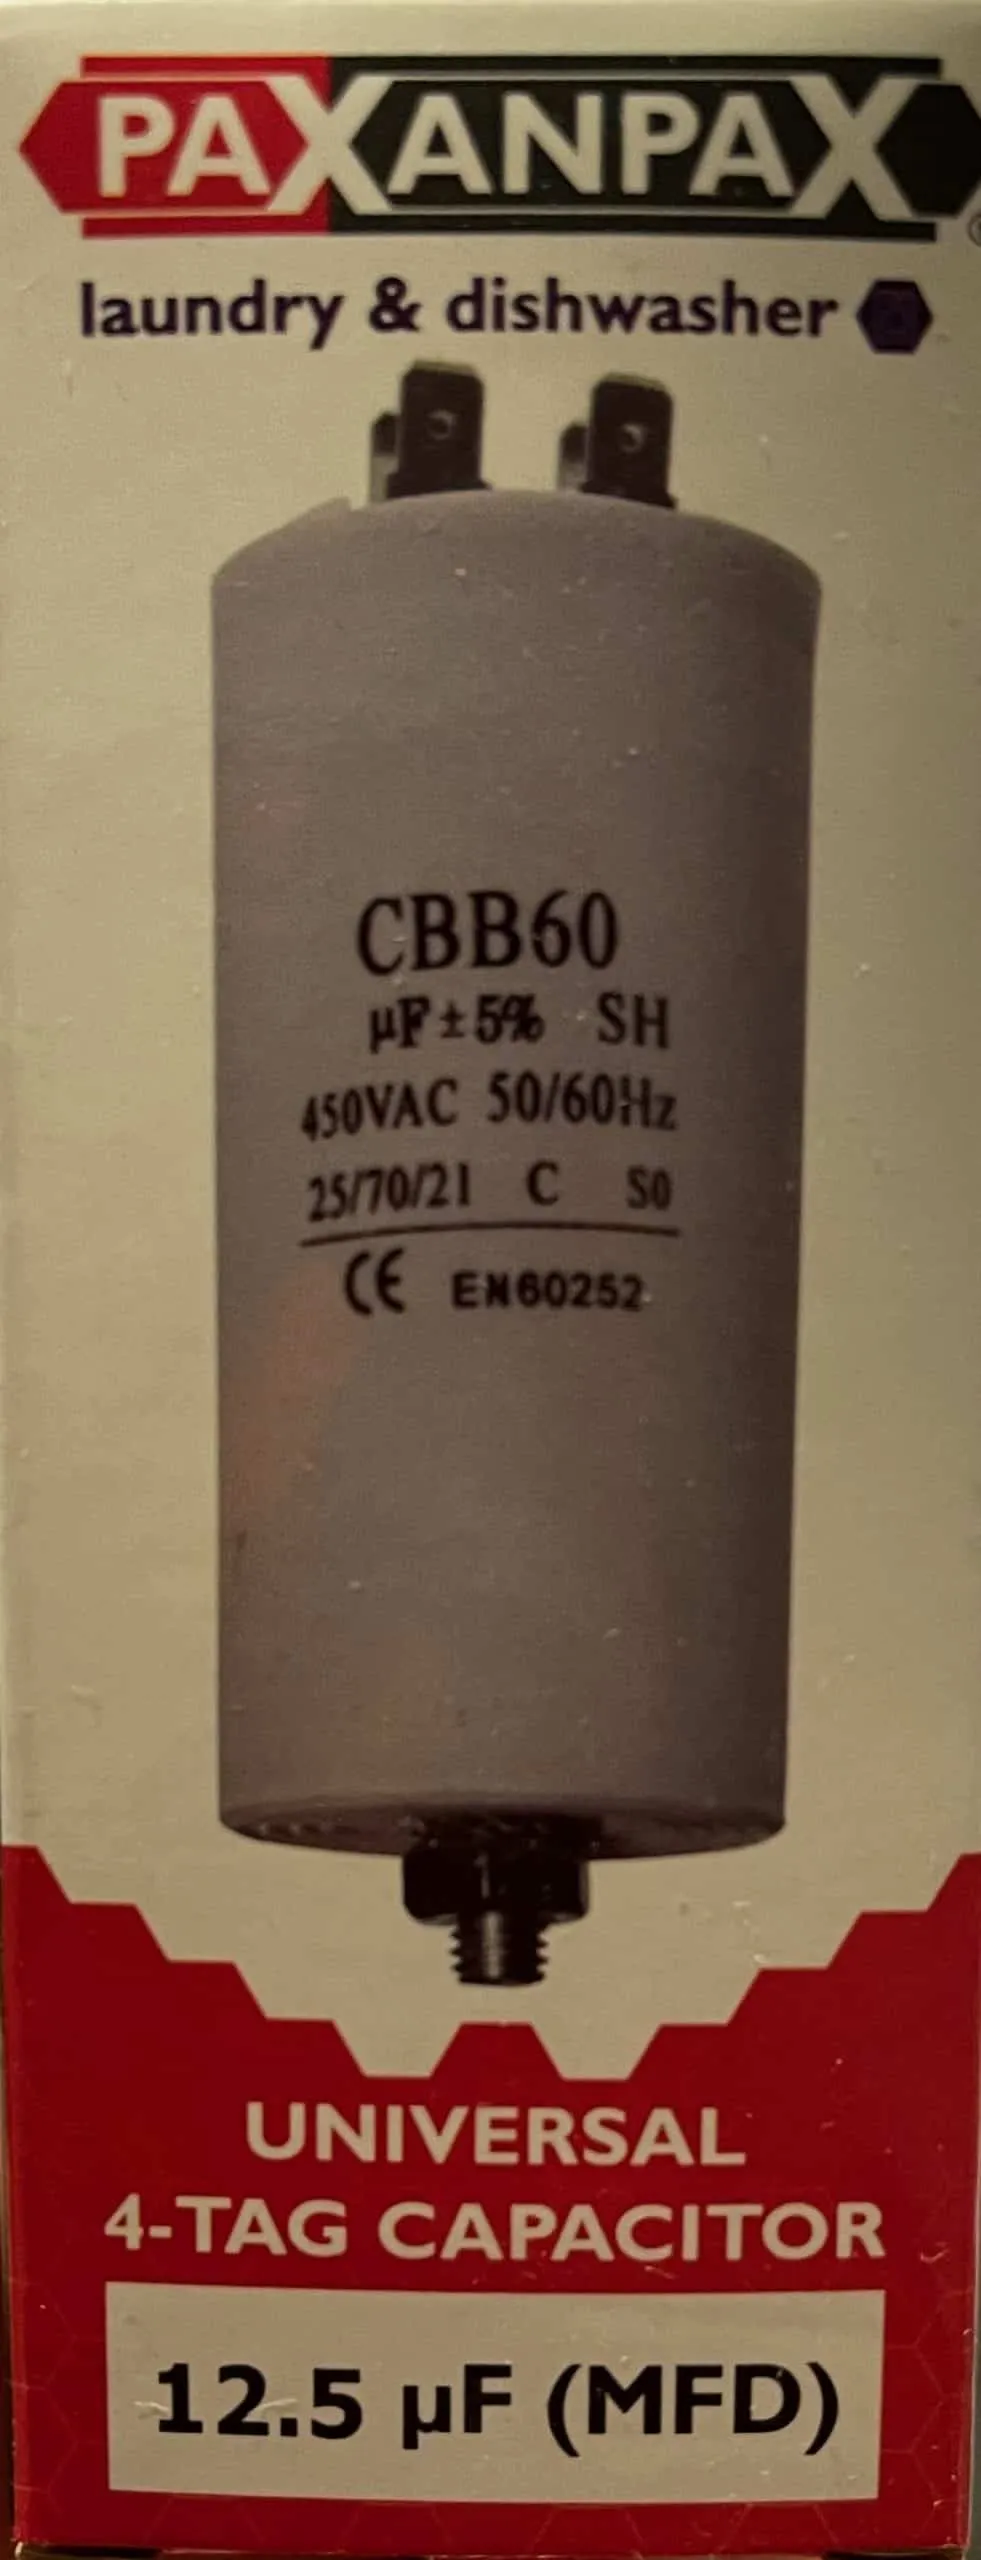 PAXANPAX
®
laundry & dishwasher
CBB60
µF±5% SH
450VAC 50/60Hz
25/70/21 C S0
CE EN60252
UNIVERSAL
4-TAG CAPACITOR
12.5 µF (MFD)